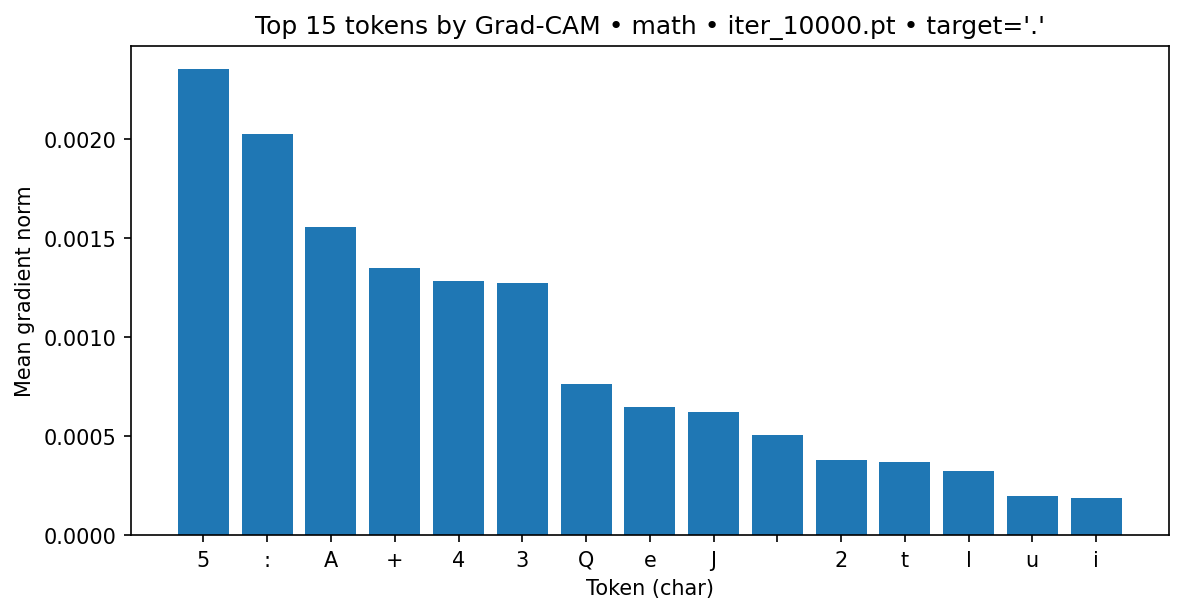 Top 15 tokens by Grad-CAM • math • iter_10000.pt • target='.'
Mean gradient norm
0.0020
0.0015
0.0010
0.0005
0.0000
5 : A + 4 3 Q e J 2 t l u i
Token (char)